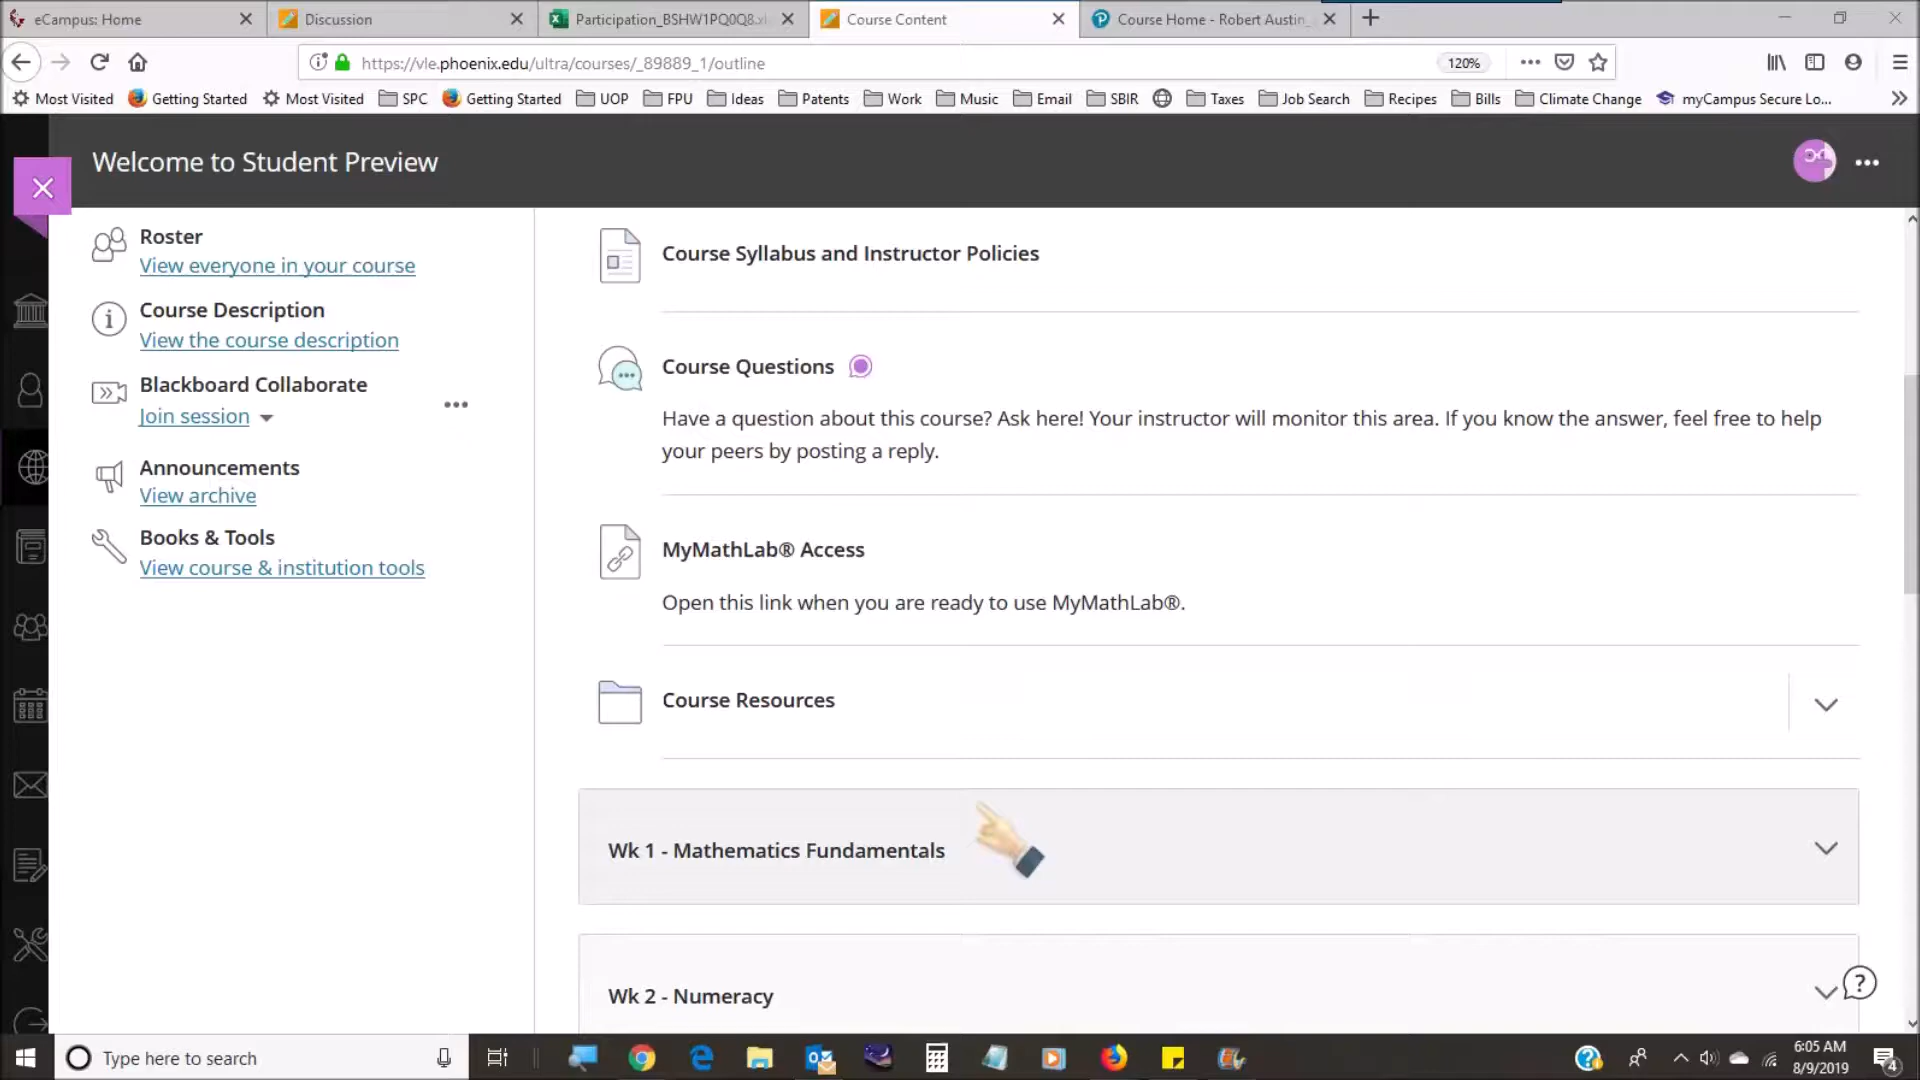 eCampus: Home
Discussion
Participation_BSHW1PQ0Q8.xl
Course Content
Course Home - Robert Austin_
https://vle.phoenix.edu/ultra/courses/_89889_1/outline
120%
Most Visited
Getting Started
Most Visited
SPC
Getting Started
UOP
FPU
Ideas
Patents
Work
Music
Email
SBIR
Taxes
Job Search
Recipes
Bills
Climate Change
myCampus Secure Lo...
Welcome to Student Preview
Roster
View everyone in your course
Course Description
View the course description
Blackboard Collaborate
Join session
Announcements
View archive
Books & Tools
View course & institution tools
Course Syllabus and Instructor Policies
Course Questions
Have a question about this course? Ask here! Your instructor will monitor this area. If you know the answer, feel free to help
your peers by posting a reply.
MyMathLab® Access
Open this link when you are ready to use MyMathLab®.
Course Resources
Wk 1 - Mathematics Fundamentals
Wk 2 - Numeracy
Type here to search
6:05 AM
8/9/2019
4